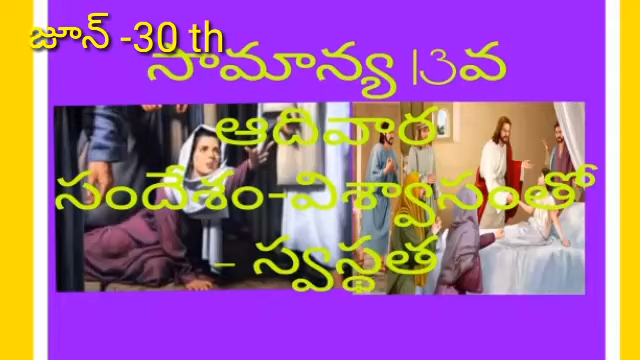 జూన్ -30 th
సామాన్య 13వ
ఆదివార
సందేశం-విశ్వాసంతో
- స్వస్థత